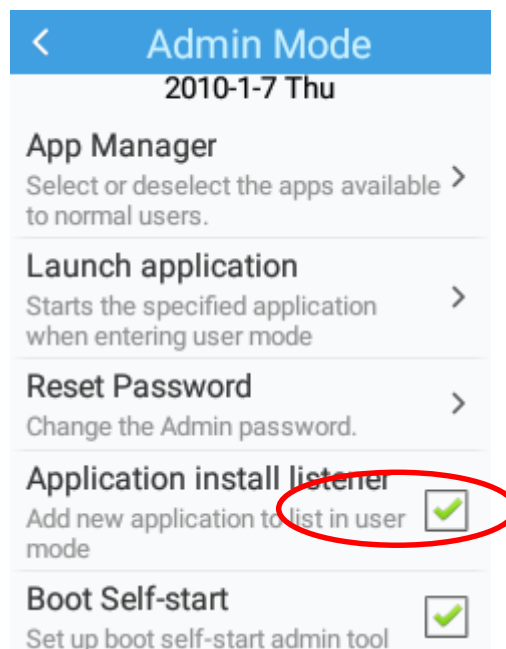 Admin Mode
2010-1-7 Thu
App Manager
Select or deselect the apps available
to normal users.
Launch application
Starts the specified application
when entering user mode
Reset Password
Change the Admin password.
Application install listener
Add new application to list in user
mode
Boot Self-start
Set up boot self-start admin tool